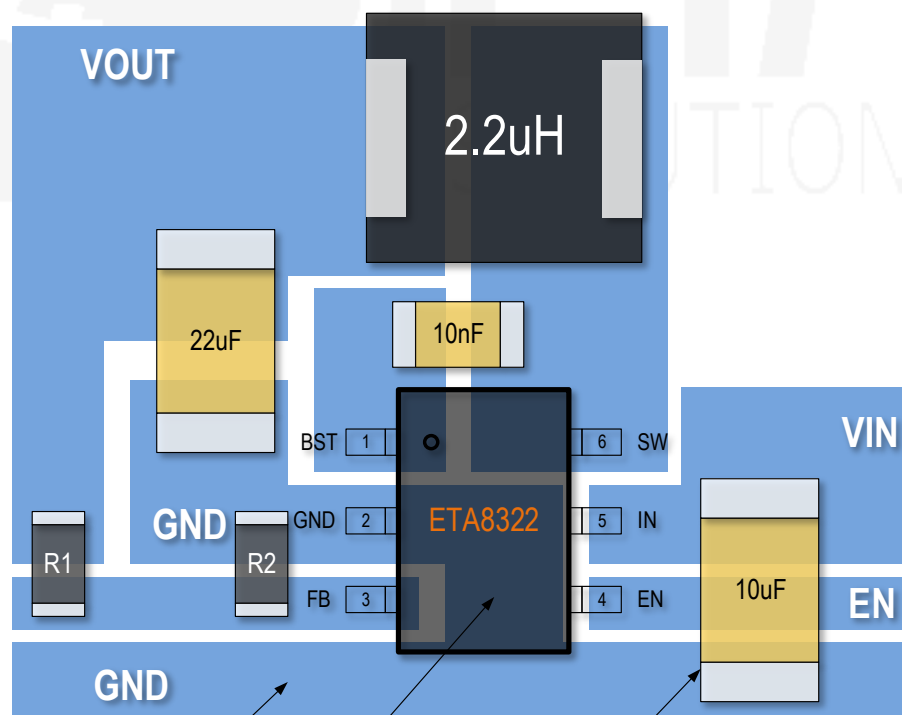 VOUT
2.2uH
UTION
22uF
10nF
BST 1
6 SW
VIN
GND
GND 2
ETA8322
5 IN
R1
R2
FB 3
4 EN
10uF
EN
GND